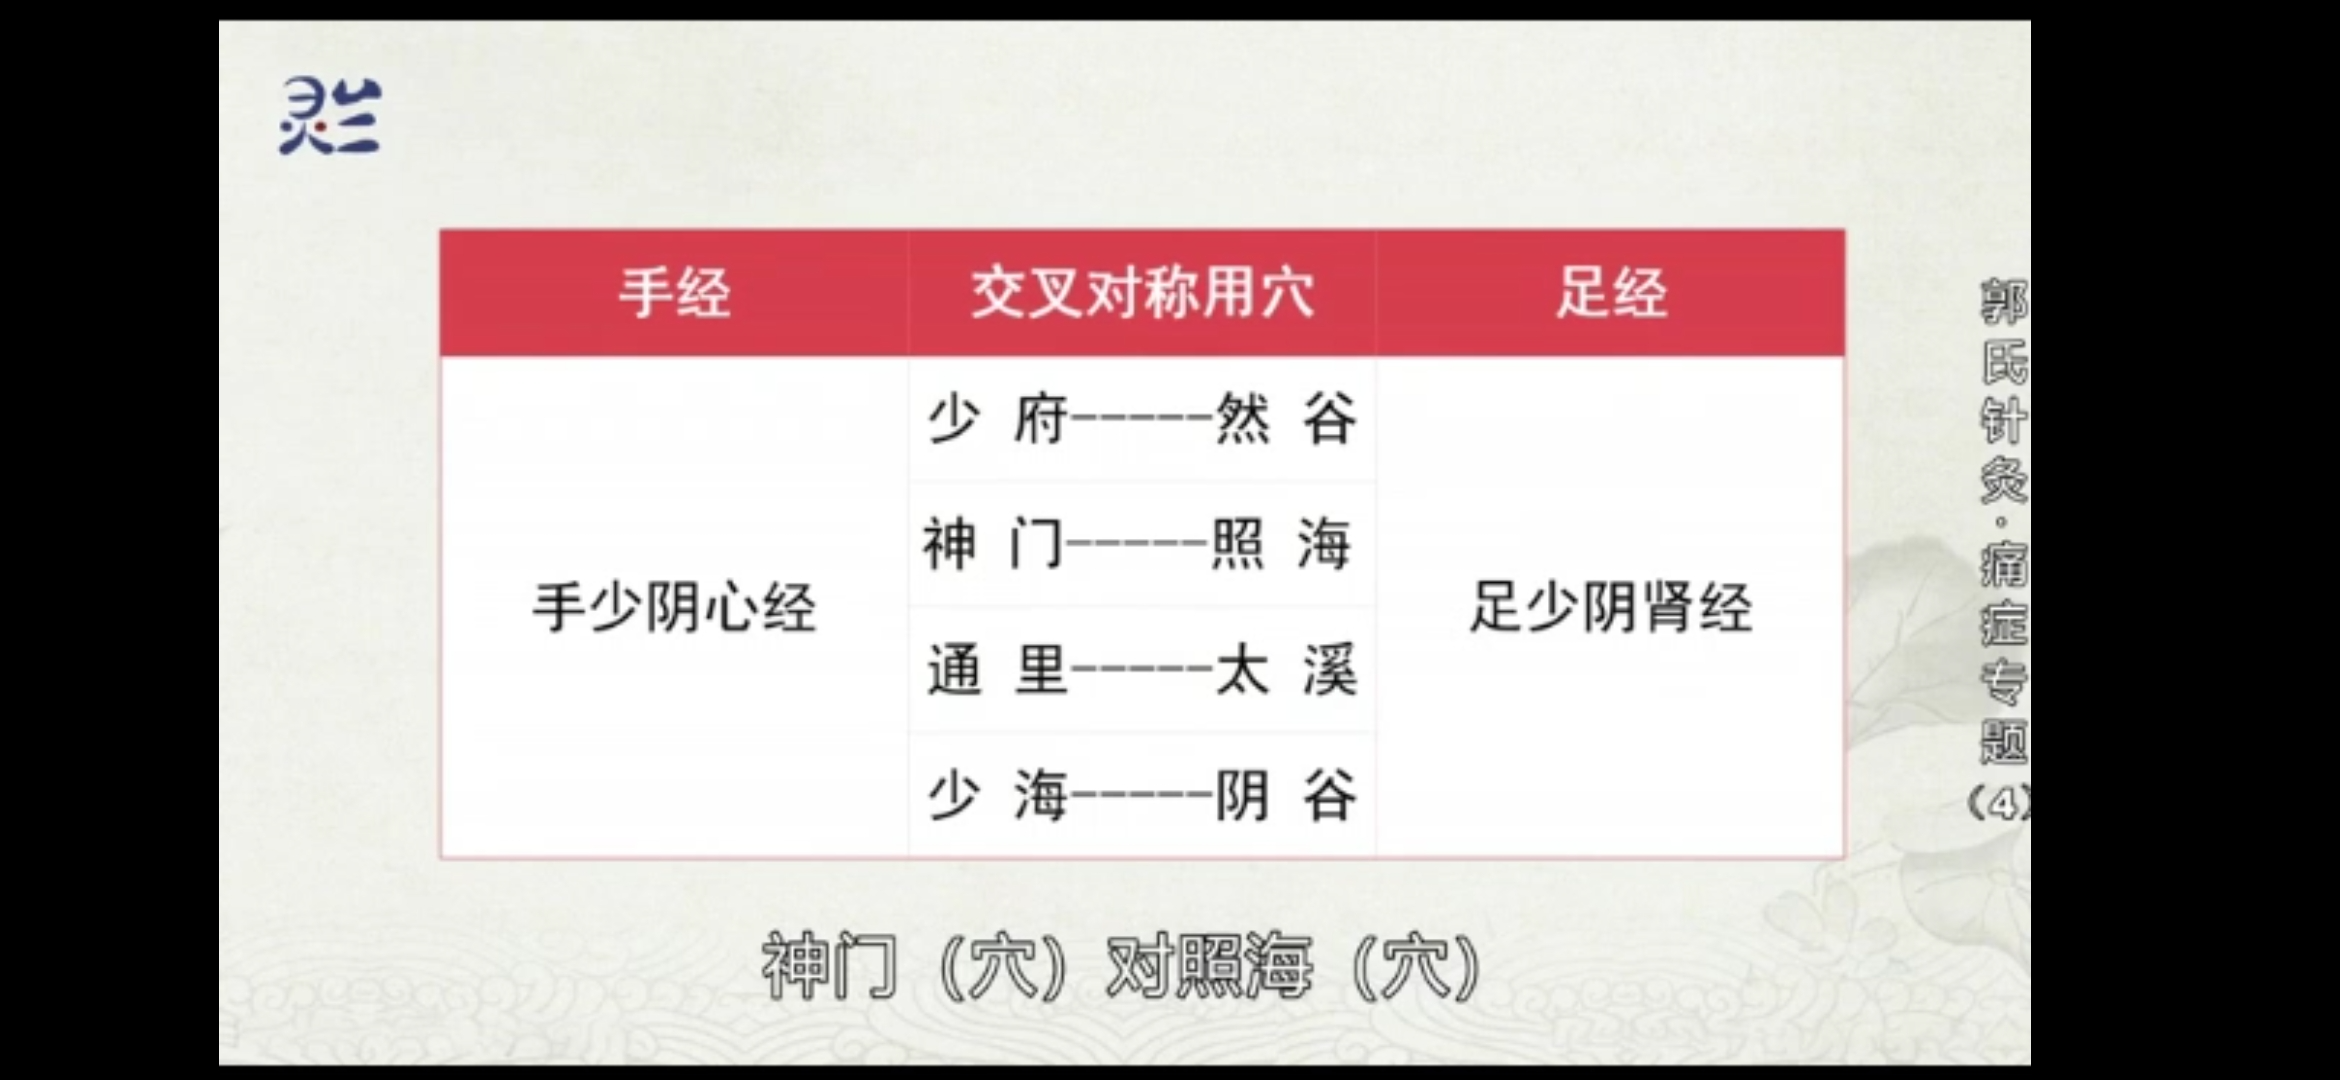 灵兰
手经 交叉对称用穴 足经
少 府-----然 谷
神 门-----照 海
手少阴心经
足少阴肾经
通 里-----太 溪
少 海-----阴 谷
郭氏针灸·痛症专题（4）
神门（穴）对照海（穴）